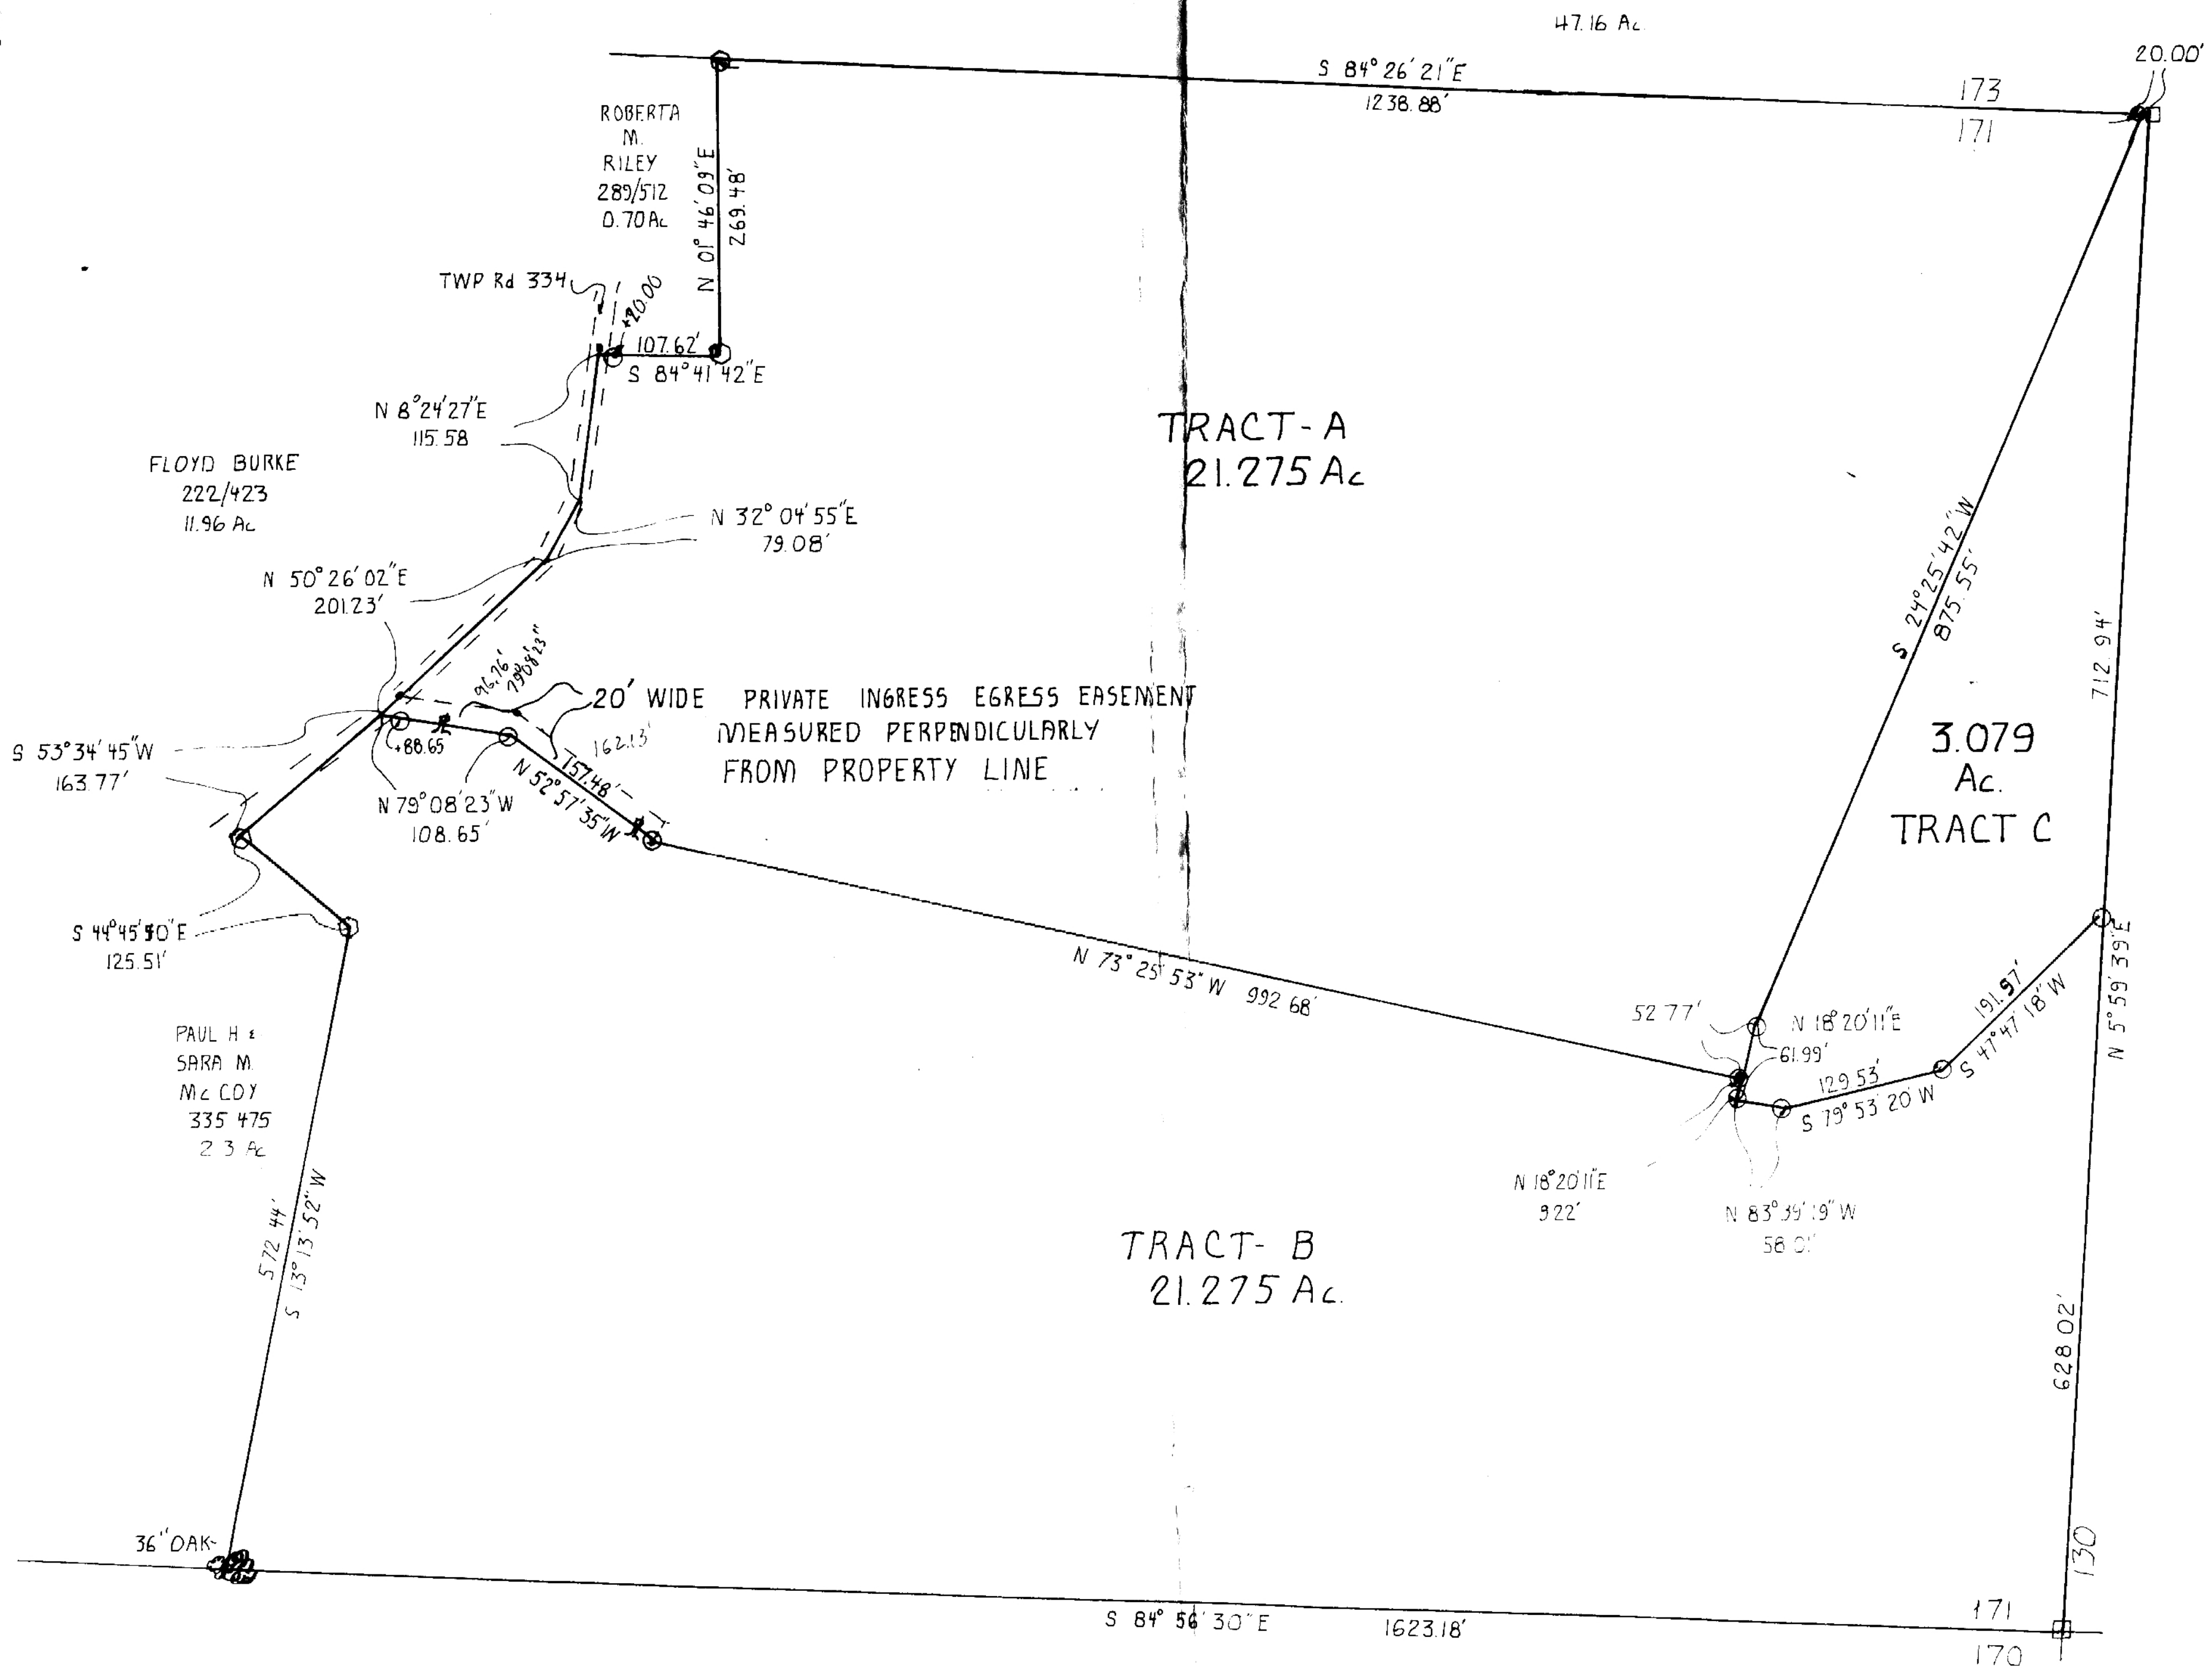 47.16 Ac.
20.00'
S 84° 26' 21" E
1238.88'
173
171
ROBERTA
M.
RILEY
289/512
0.70 Ac
N 01° 46' 09" E
269.48'
TWP Rd 334
+20.00
107.62'
S 84° 41' 42" E
N 8° 24' 27" E
115.58
TRACT - A
21.275 Ac
FLOYD BURKE
222/423
11.96 Ac
N 32° 04' 55" E
79.08'
N 50° 26' 02" E
201.23'
S 24° 25' 42" W
875.55'
712.94'
96.76'
79° 08' 23"
20' WIDE PRIVATE INGRESS EGRESS EASEMENT
MEASURED PERPENDICULARLY
FROM PROPERTY LINE
162.13'
157.48'
N 52° 57' 35" W
+88.65
S 53° 34' 45" W
163.77'
N 79° 08' 23" W
108.65'
3.079
Ac.
TRACT C
S 44° 45' 50" E
125.51'
N 73° 25' 53" W 992 68'
52 77'
N 18° 20' 11" E
61.99'
191.97'
S 47° 47' 18" W
N 5° 59' 39" E
129 53'
S 79° 53' 20 W
PAUL H &
SARA M.
Mc COY
335 475
2 3 Ac
572 44'
S 13° 13' 52" W
N 18° 20' 11" E
9 22'
N 83° 39' 19" W
58 01'
TRACT - B
21.275 Ac.
628 02'
130
36" OAK
S 84° 56' 30" E
1623.18'
171
170